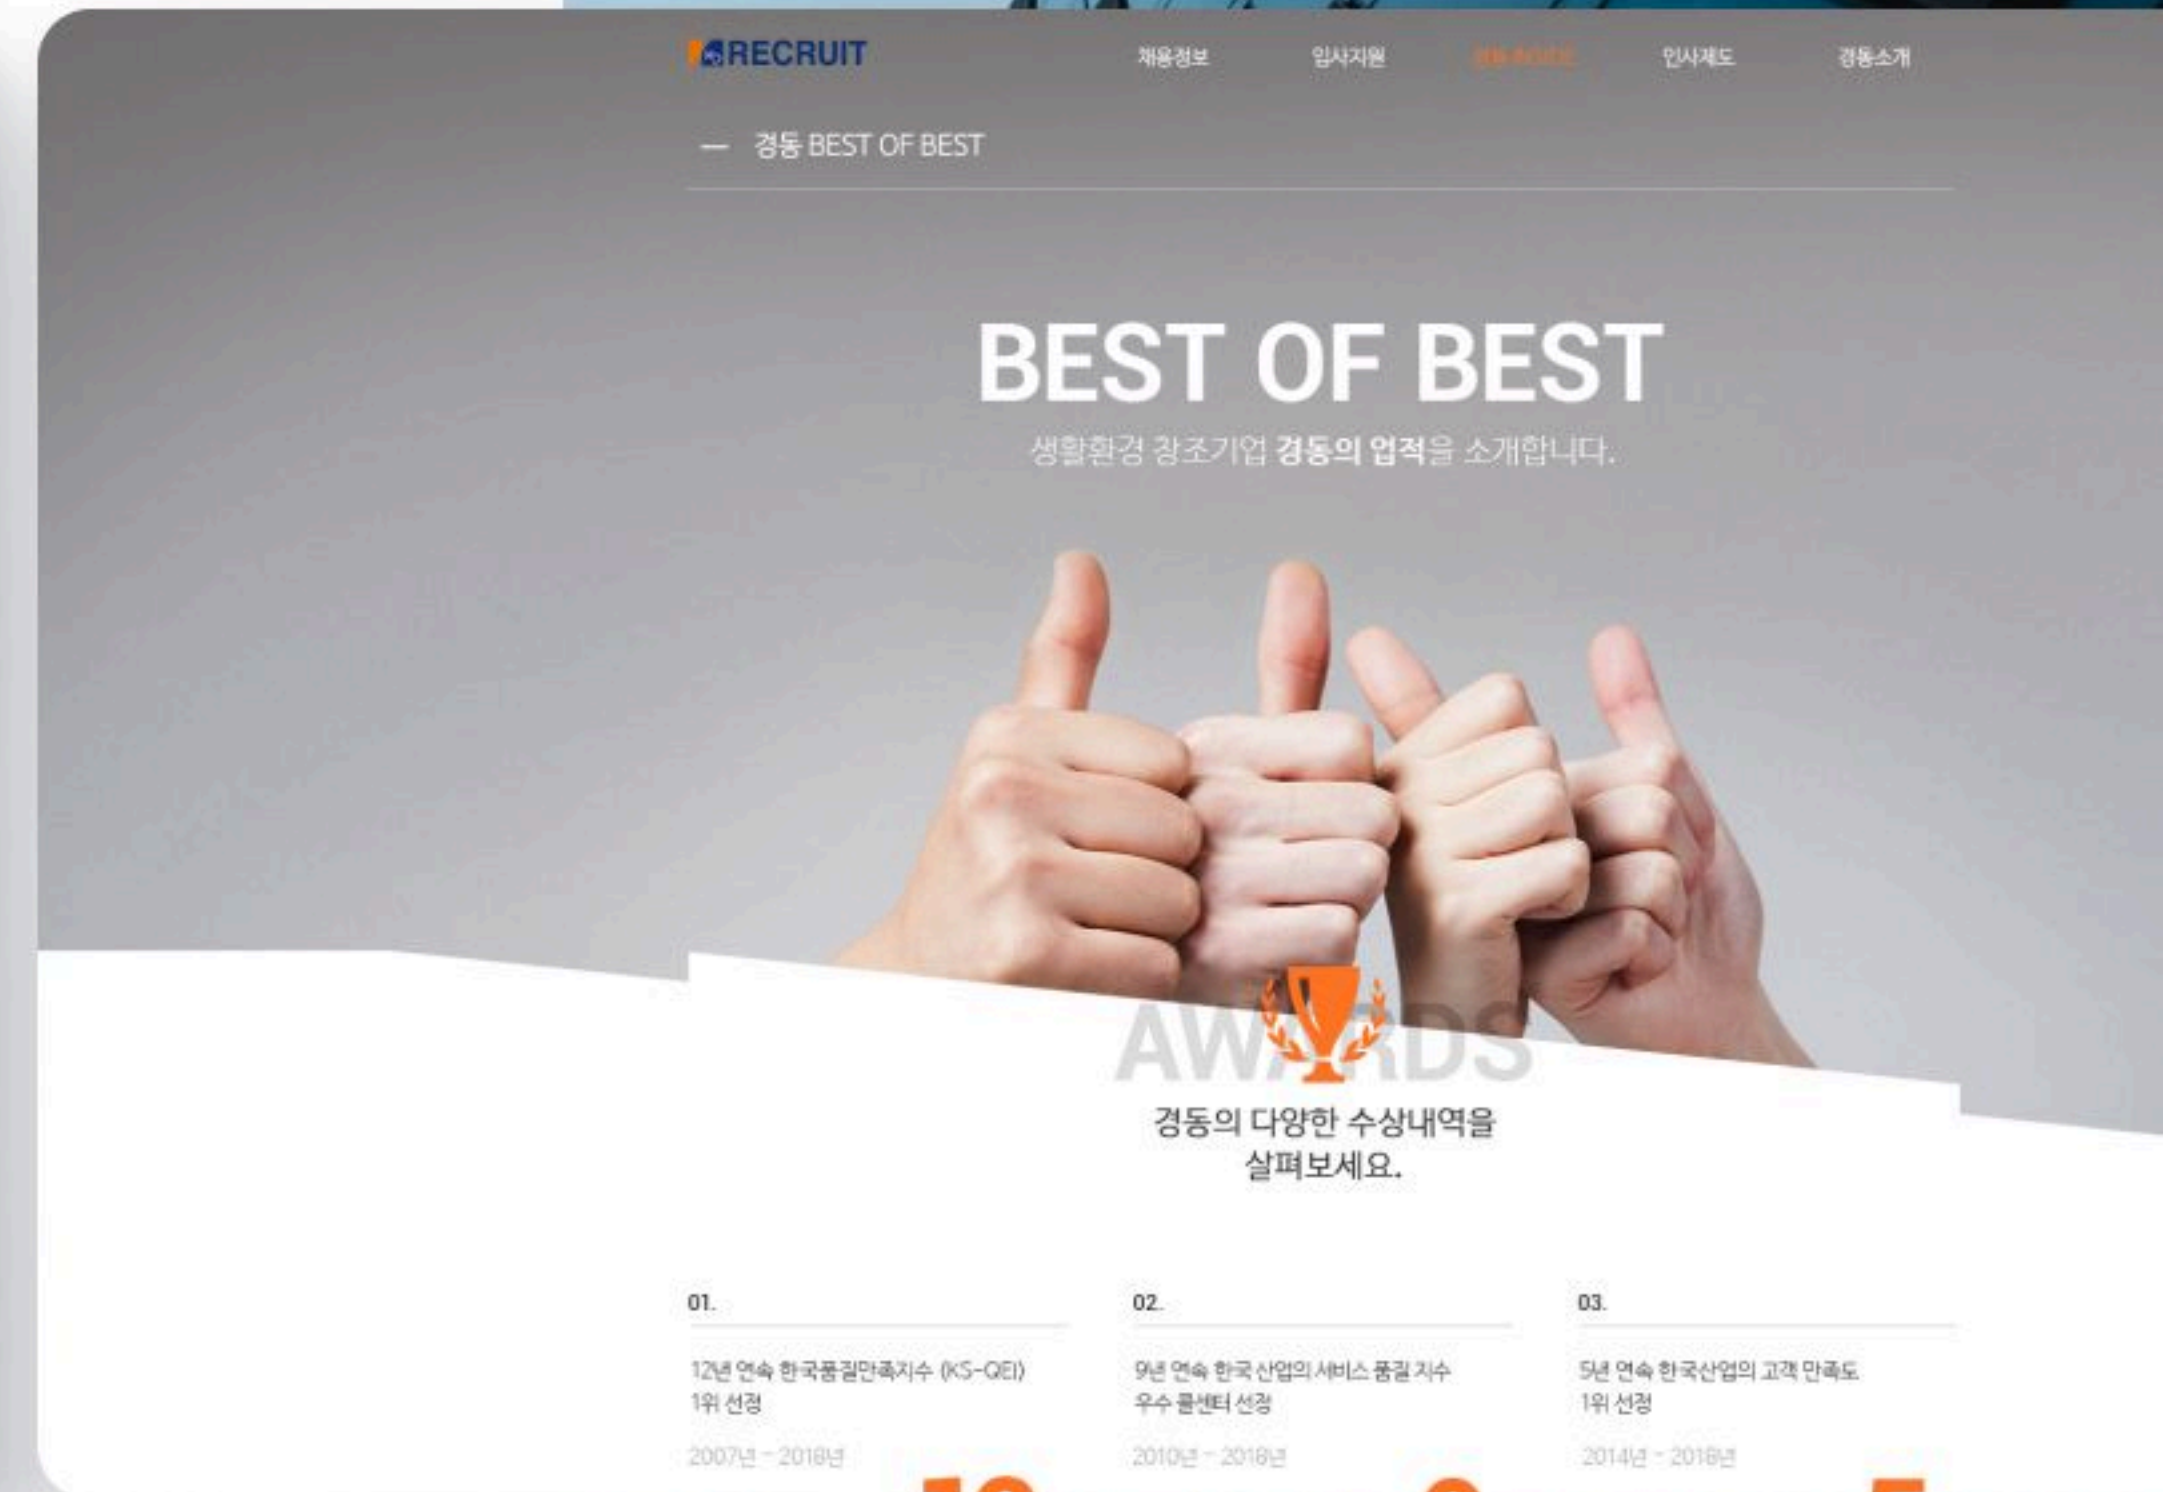 RECRUIT
채용정보 입사지원 인사제도 경동소개
— 경동 BEST OF BEST
BEST OF BEST
생활환경 창조기업 경동의 업적을 소개합니다.
AWARDS
경동의 다양한 수상내역을
살펴보세요.
01.
12년 연속 한국품질만족지수 (KS-QEI)
1위 선정
2007년 - 2018년
02.
9년 연속 한국 산업의 서비스 품질 지수
우수 콜센터 선정
2010년 - 2018년
03.
5년 연속 한국산업의 고객 만족도
1위 선정
2014년 - 2018년